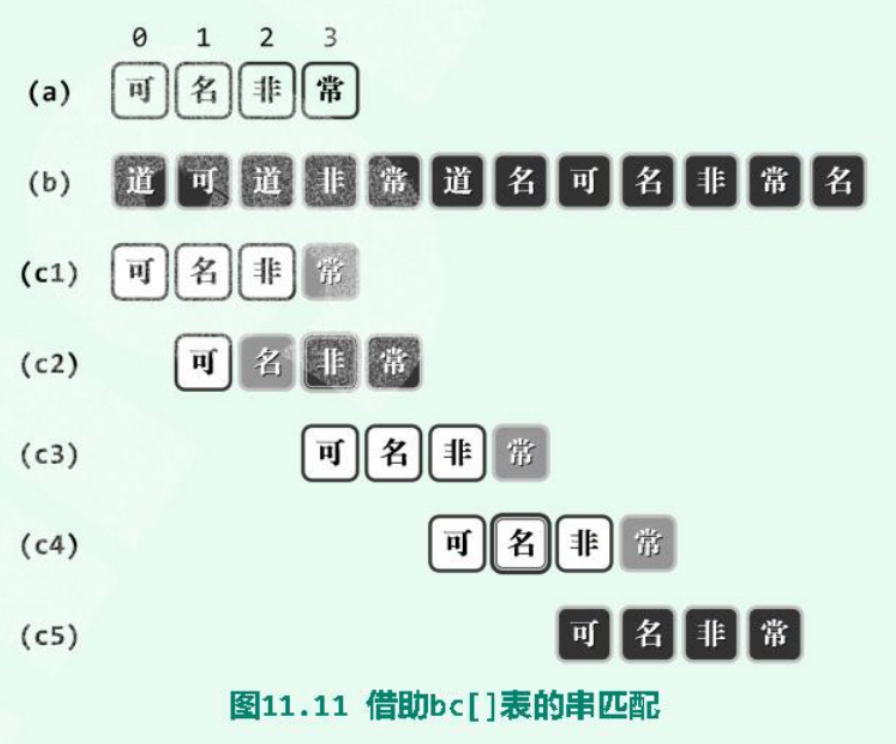 0 1 2 3
(a) 可 名 非 常
(b) 道 可 道 非 常 道 名 可 名 非 常 名
(c1) 可 名 非 常
(c2) 可 名 非 常
(c3) 可 名 非 常
(c4) 可 名 非 常
(c5) 可 名 非 常
图11.11 借助bc[]表的串匹配